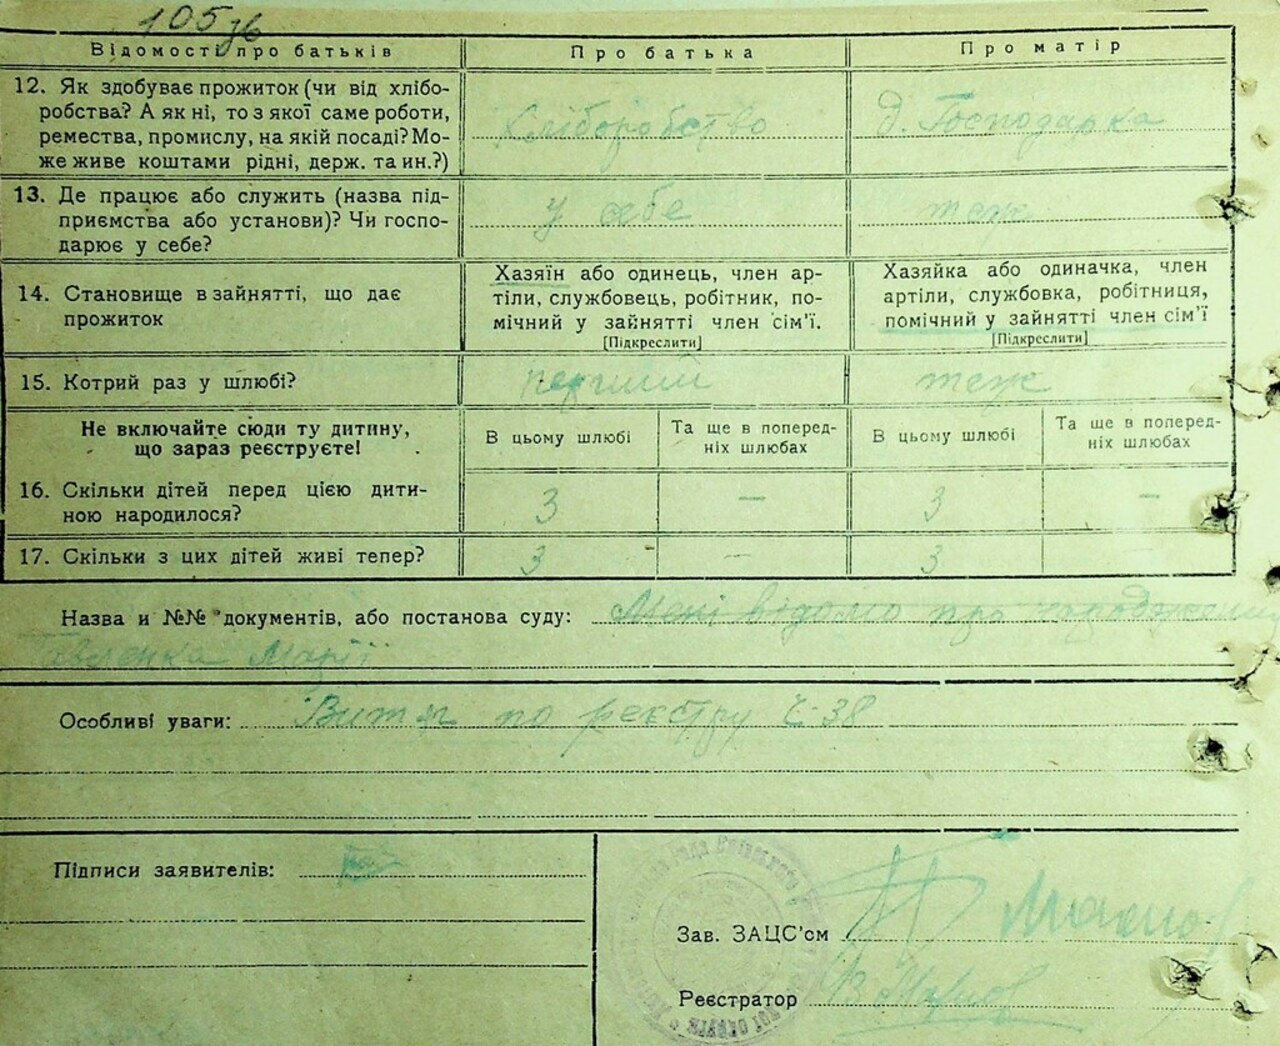 105зв
Відомості про батьків Про батька Про матір
12. Як здобуває прожиток (чи від хлібо-
робства? А як ні, то з якої саме роботи,
ремества, промислу, на якій посаді? Мо-
же живе коштами рідні, держ. та ин.?)
Хліборобство д. Господарка
13. Де працює або служить (назва під-
приємства або установи)? Чи госпо-
дарює у себе?
у себе теж
14. Становище в зайнятті, що дає
прожиток
Хазяїн або одинець, член ар-
тіли, службовець, робітник, по-
мічний у зайнятті член сім'ї.
[Підкреслити]
Хазяйка або одиначка, член
артіли, службовка, робітниця,
помічний у зайнятті член сім'ї
[Підкреслити]
15. Котрий раз у шлюбі? перший теж
Не включайте сюди ту дитину,
що зараз реєструєте!
В цьому шлюбі
Та ще в поперед-
ніх шлюбах
В цьому шлюбі
Та ще в поперед-
ніх шлюбах
16. Скільки дітей перед цією дити-
ною народилося?
3 — 3 —
17. Скільки з цих дітей живі тепер? 3 — 3
Назва и №№ документів, або постанова суду: Мені відомо про
Марії
Особливі уваги: Витяг по реєстру ч. 38
Підписи заявителів:
Зав. ЗАЦС'ом
Реєстратор